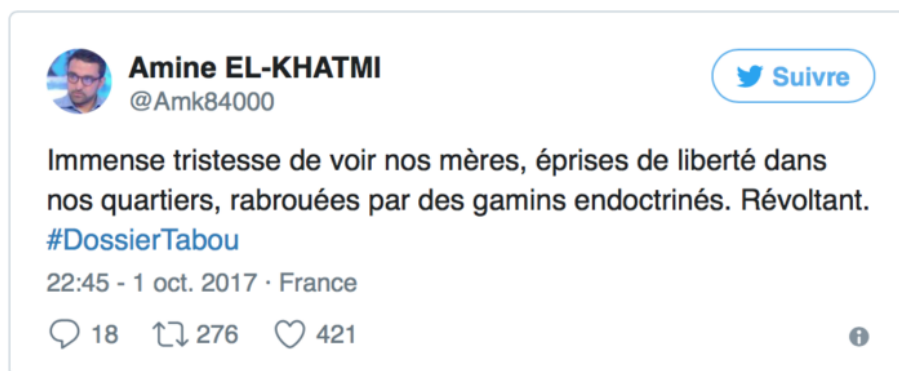 Amine EL-KHATMI
@Amk84000
Suivre
Immense tristesse de voir nos mères, éprises de liberté dans
nos quartiers, rabrouées par des gamins endoctrinés. Révoltant.
#DossierTabou
22:45 - 1 oct. 2017 · France
18 276 421